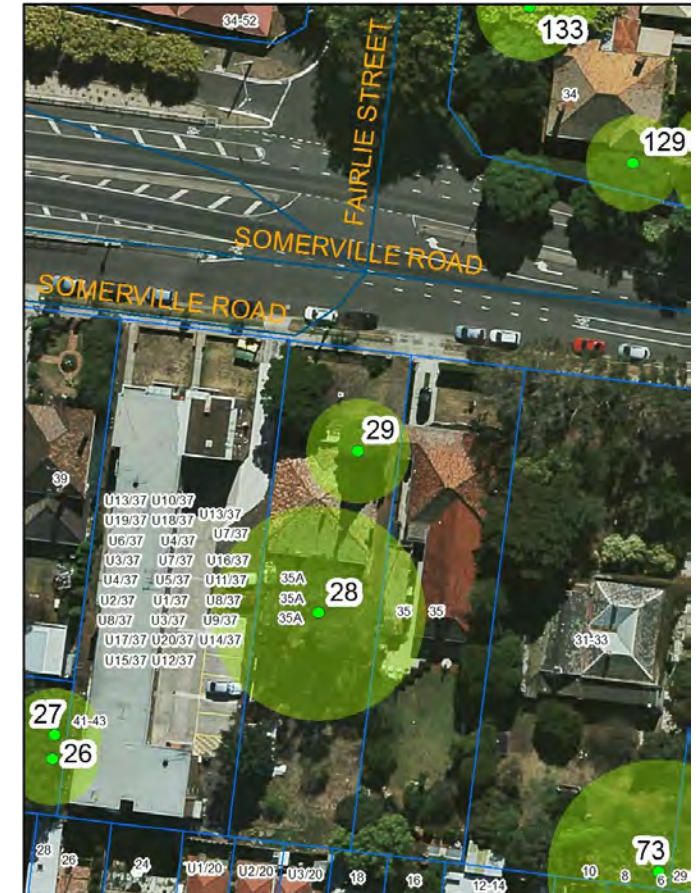 34-52
133
FAIRLIE STREET
34
129
SOMERVILLE ROAD
SOMERVILLE ROAD
29
39
U13/37 U10/37
U13/37
U19/37 U18/37
U7/37
U6/37 U4/37
U3/37 U7/37 U16/37
U4/37 U5/37 U11/37 35A
U2/37 U1/37 U8/37 35A
28
U8/37 U3/37 U9/37 35A
35 35
U17/37 U20/37 U14/37
31-33
U15/37 U12/37
27
41-43
26
73
28
26
24
U1/20
U2/20
U3/20
18
16
12-14
10
8
6
29